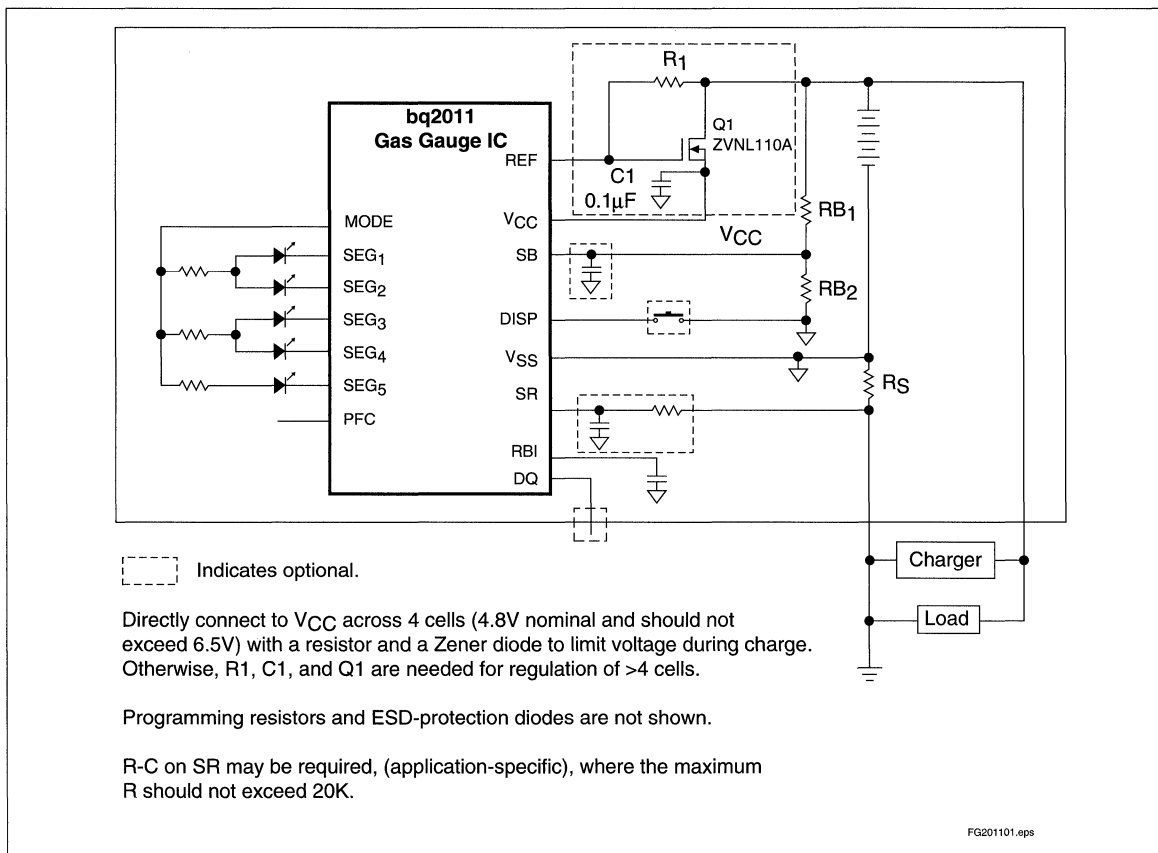 bq2011
Gas Gauge IC
REF
VCC
SB
DISP
VSS
SR
RBI
DQ
MODE
SEG1
SEG2
SEG3
SEG4
SEG5
PFC
R1
Q1
ZVNL110A
C1
0.1µF
VCC
RB1
RB2
RS
Charger
Load
Indicates optional.
Directly connect to VCC across 4 cells (4.8V nominal and should not
exceed 6.5V) with a resistor and a Zener diode to limit voltage during charge.
Otherwise, R1, C1, and Q1 are needed for regulation of >4 cells.
Programming resistors and ESD-protection diodes are not shown.
R-C on SR may be required, (application-specific), where the maximum
R should not exceed 20K.
FG201101.eps